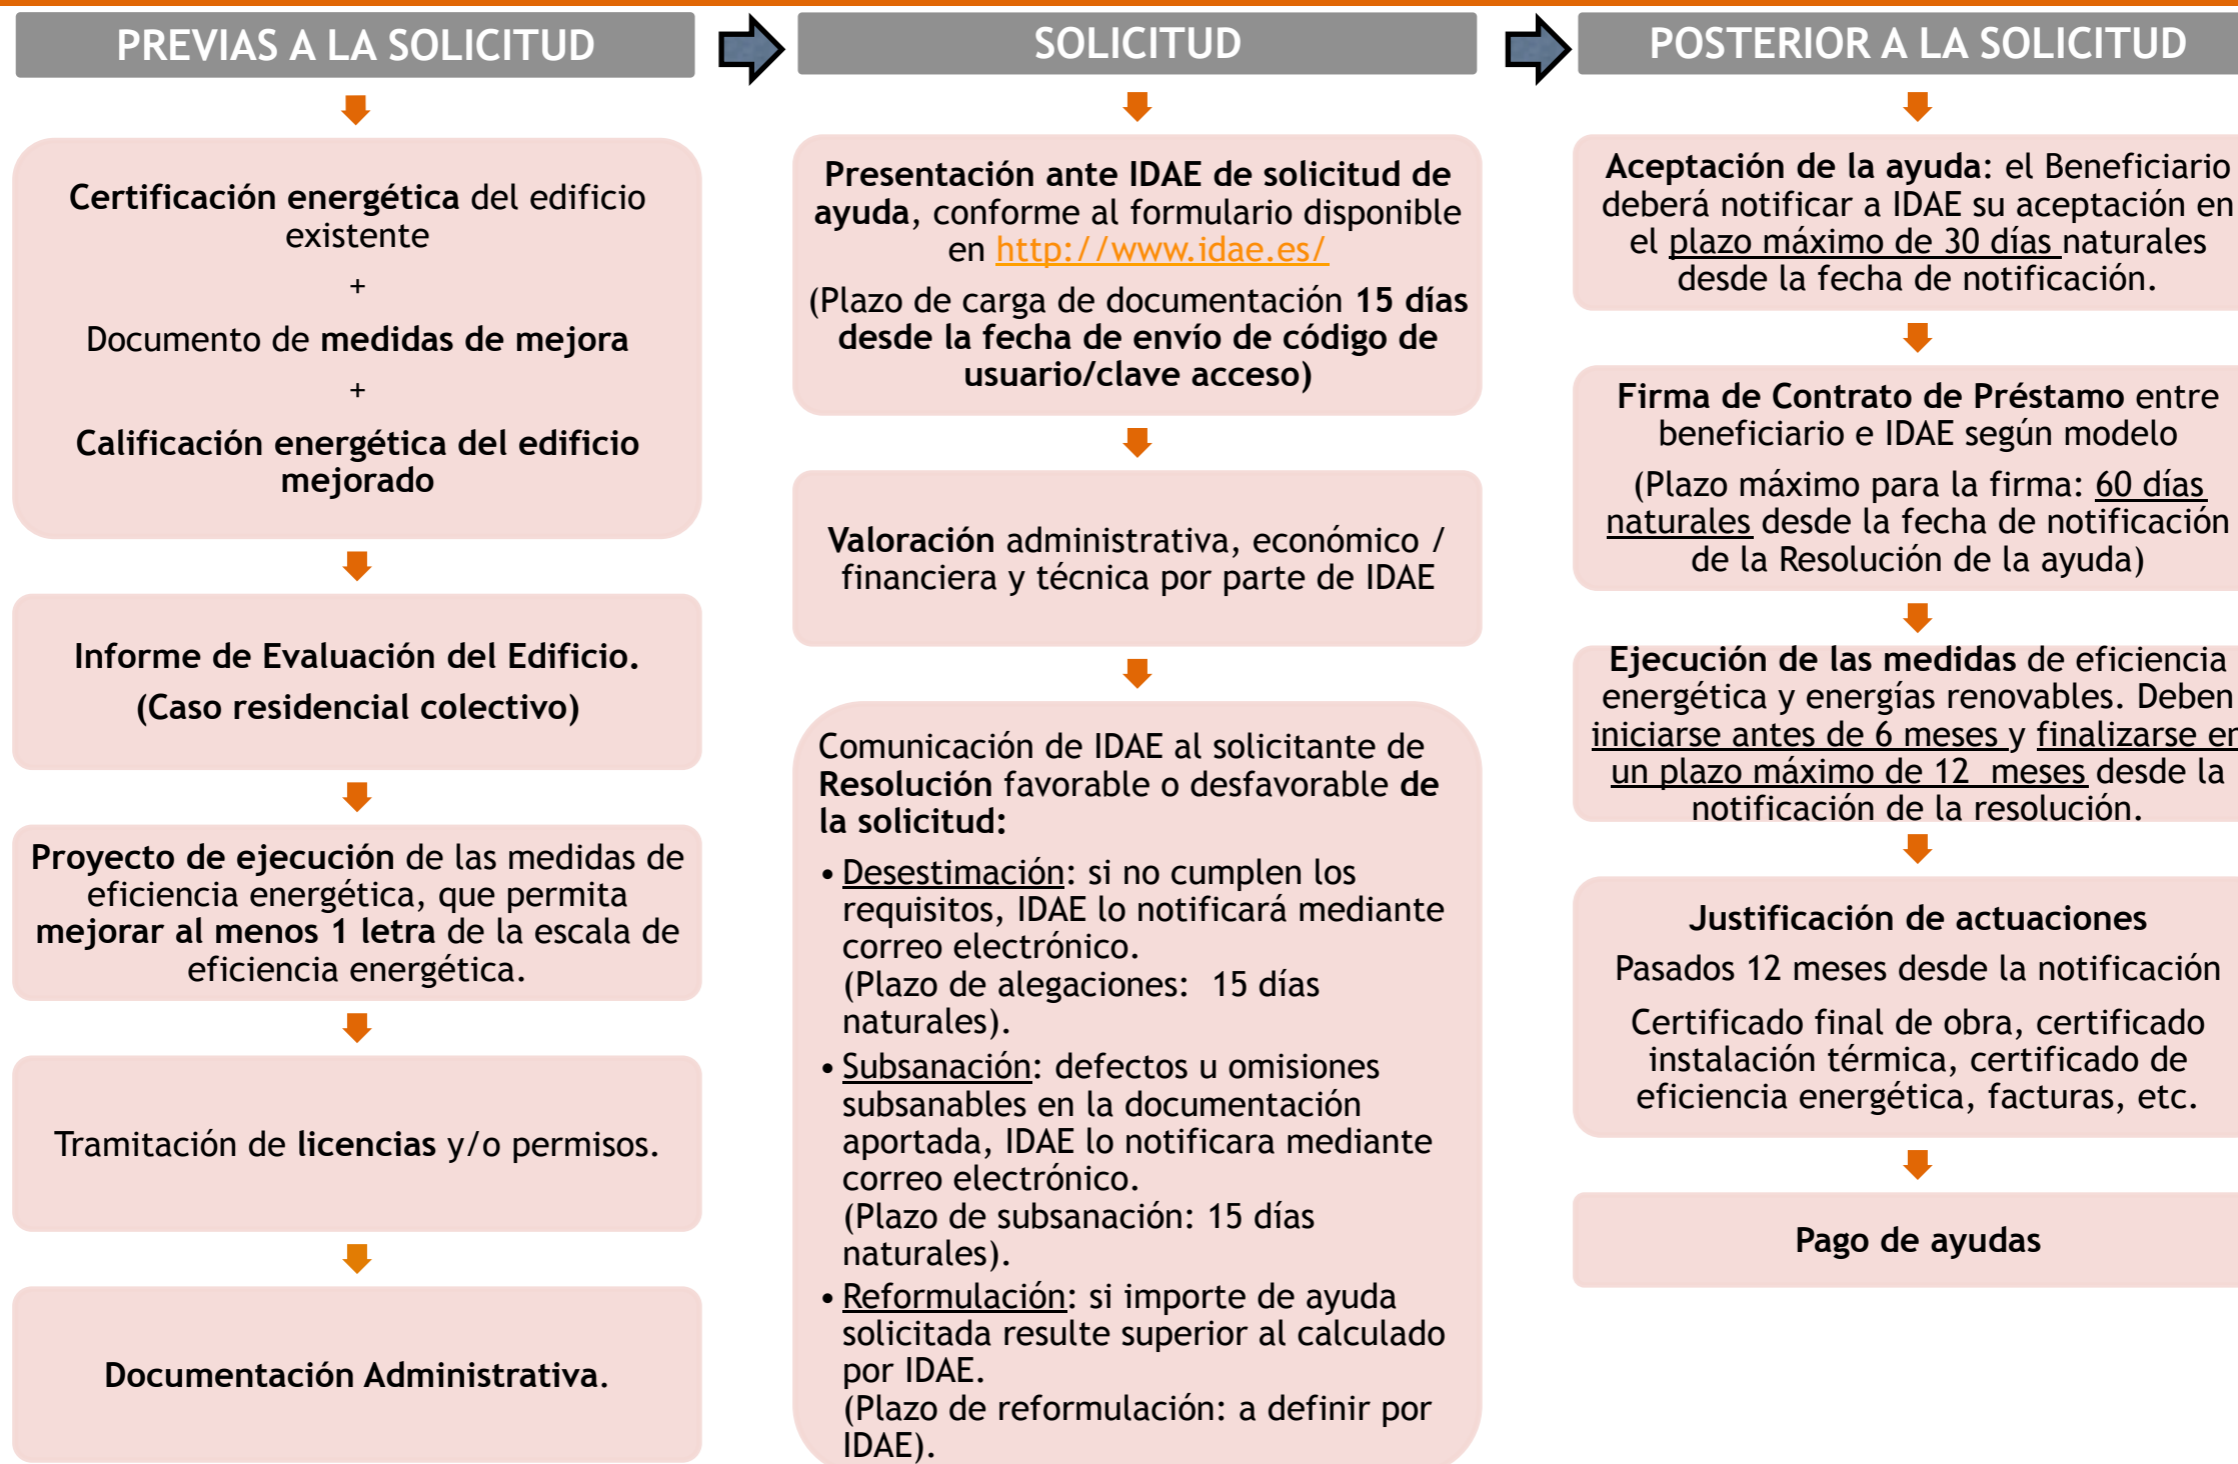 PREVIAS A LA SOLICITUD
Certificación energética del edificio
existente
+
Documento de medidas de mejora
+
Calificación energética del edificio
mejorado
Informe de Evaluación del Edificio.
(Caso residencial colectivo)
Proyecto de ejecución de las medidas de
eficiencia energética, que permita
mejorar al menos 1 letra de la escala de
eficiencia energética.
Tramitación de licencias y/o permisos.
Documentación Administrativa.
SOLICITUD
Presentación ante IDAE de solicitud de
ayuda, conforme al formulario disponible
en http://www.idae.es/
(Plazo de carga de documentación 15 días
desde la fecha de envío de código de
usuario/clave acceso)
Valoración administrativa, económico /
financiera y técnica por parte de IDAE
Comunicación de IDAE al solicitante de
Resolución favorable o desfavorable de
la solicitud:
• Desestimación: si no cumplen los
requisitos, IDAE lo notificará mediante
correo electrónico.
(Plazo de alegaciones: 15 días
naturales).
• Subsanación: defectos u omisiones
subsanables en la documentación
aportada, IDAE lo notificara mediante
correo electrónico.
(Plazo de subsanación: 15 días
naturales).
• Reformulación: si importe de ayuda
solicitada resulte superior al calculado
por IDAE.
(Plazo de reformulación: a definir por
IDAE).
POSTERIOR A LA SOLICITUD
Aceptación de la ayuda: el Beneficiario
deberá notificar a IDAE su aceptación en
el plazo máximo de 30 días naturales
desde la fecha de notificación.
Firma de Contrato de Préstamo entre
beneficiario e IDAE según modelo
(Plazo máximo para la firma: 60 días
naturales desde la fecha de notificación
de la Resolución de la ayuda)
Ejecución de las medidas de eficiencia
energética y energías renovables. Deben
iniciarse antes de 6 meses y finalizarse en
un plazo máximo de 12 meses desde la
notificación de la resolución.
Justificación de actuaciones
Pasados 12 meses desde la notificación
Certificado final de obra, certificado
instalación térmica, certificado de
eficiencia energética, facturas, etc.
Pago de ayudas